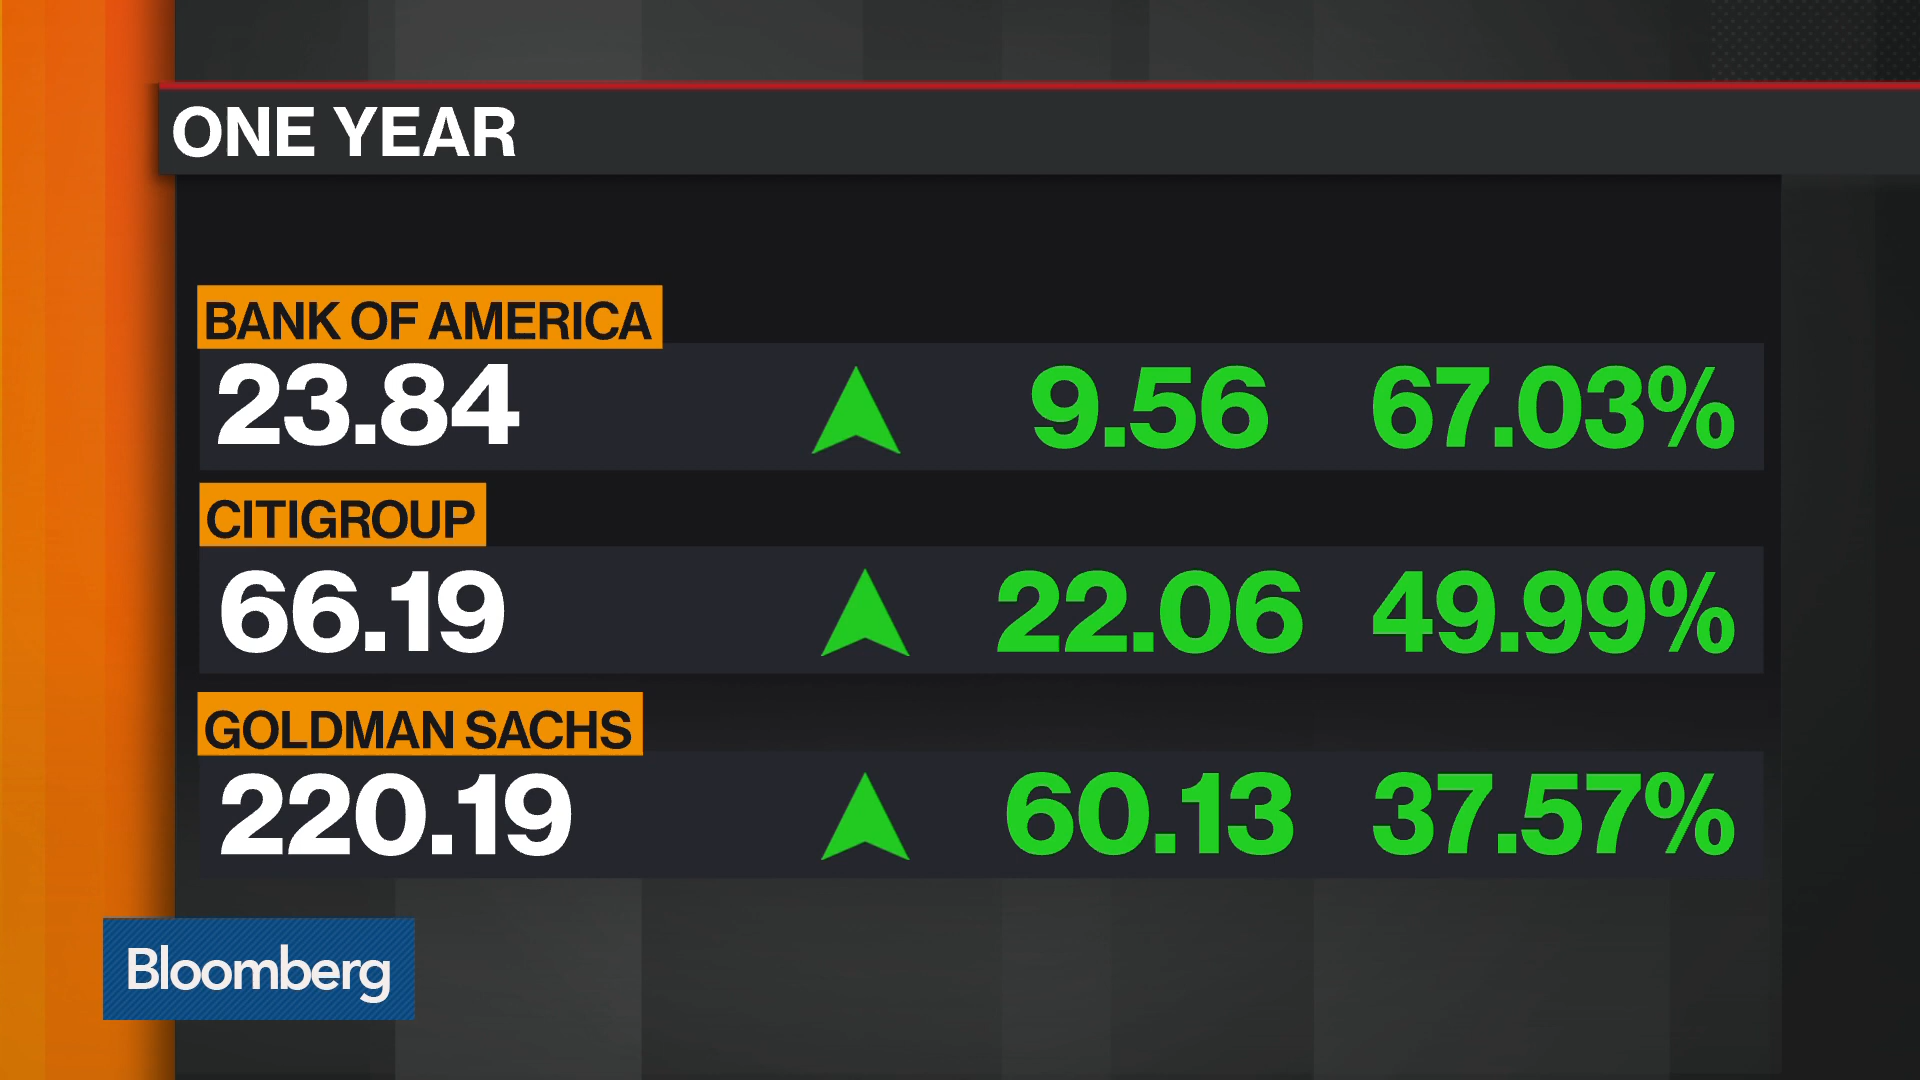 ONE YEAR
BANK OF AMERICA
23.84 9.56 67.03%
CITIGROUP
66.19 22.06 49.99%
GOLDMAN SACHS
220.19 60.13 37.57%
Bloomberg